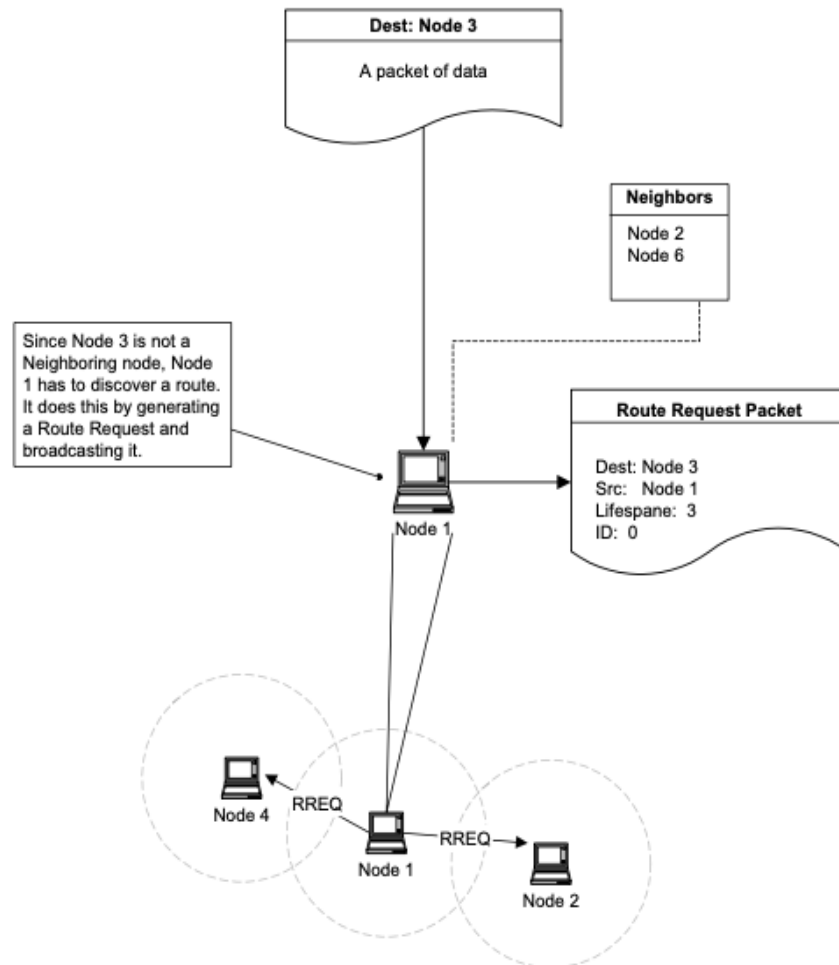 Dest: Node 3
A packet of data
Neighbors
Node 2
Node 6
Since Node 3 is not a
Neighboring node, Node
1 has to discover a route.
It does this by generating
a Route Request and
broadcasting it.
Route Request Packet
Dest: Node 3
Src: Node 1
Lifespane: 3
ID: 0
Node 1
Node 4
RREQ
Node 1
RREQ
Node 2